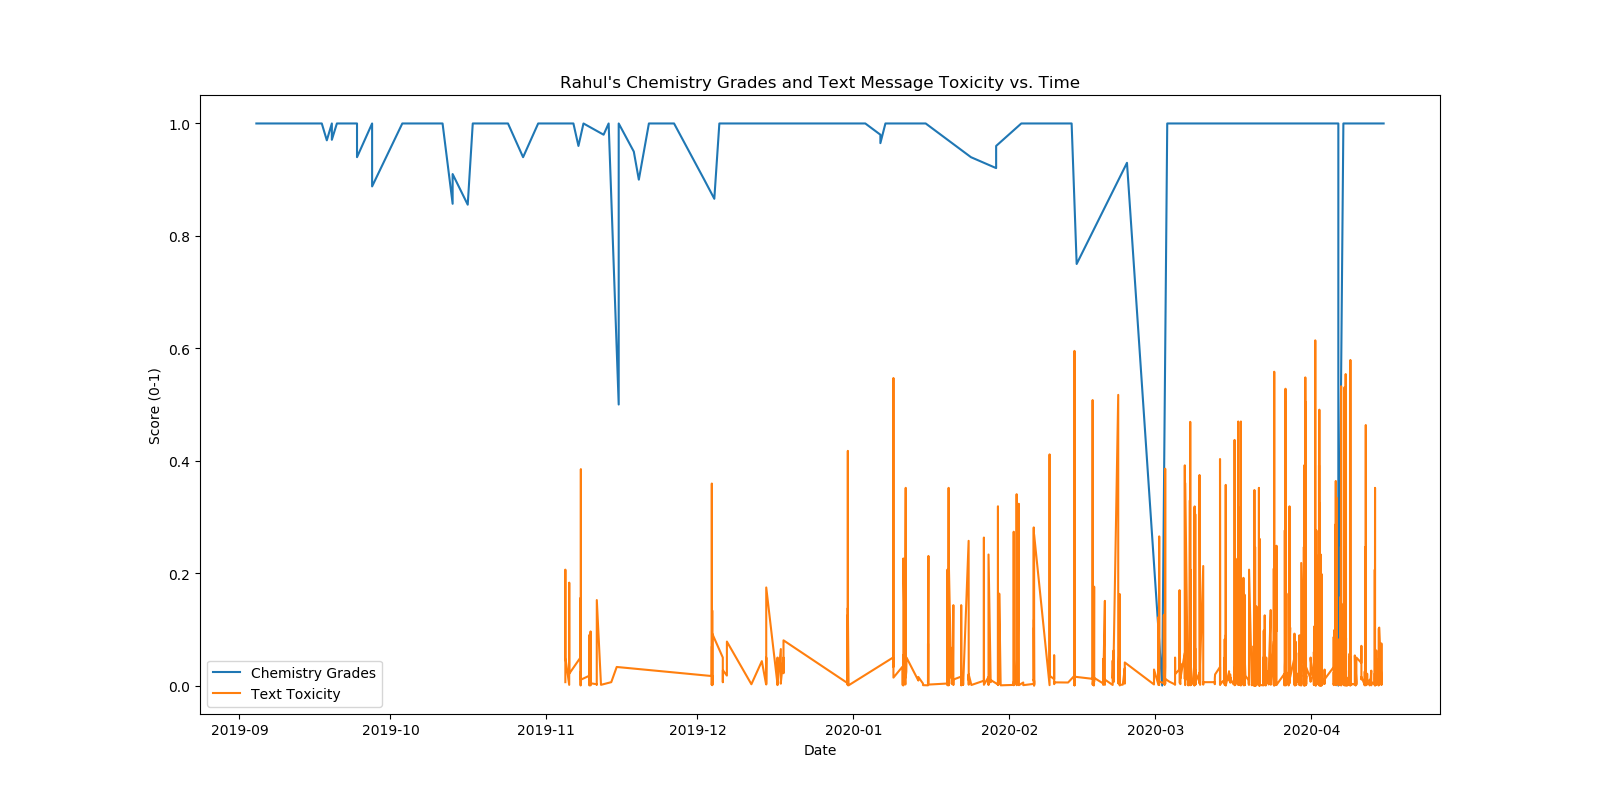 Rahul's Chemistry Grades and Text Message Toxicity vs. Time
1.0
0.8
0.6
0.4
0.2
0.0
Score (0-1)
Chemistry Grades
Text Toxicity
2019-09 2019-10 2019-11 2019-12 2020-01 2020-02 2020-03 2020-04
Date